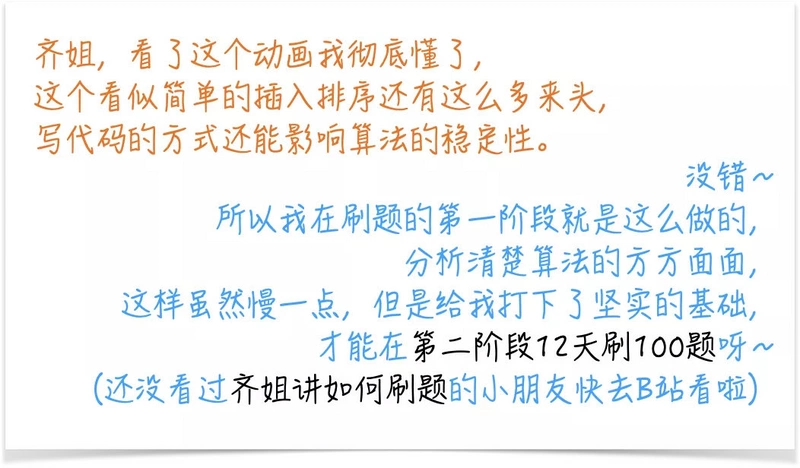 齐姐，看了这个动画我彻底懂了，
这个看似简单的插入排序还有这么多来头，
写代码的方式还能影响算法的稳定性。
没错~
所以我在刷题的第一阶段就是这么做的，
分析清楚算法的方方面面，
这样虽然慢一点，但是给我打下了坚实的基础，
才能在第二阶段12天刷100题呀~
(还没看过齐姐讲如何刷题的小朋友快去B站看啦)